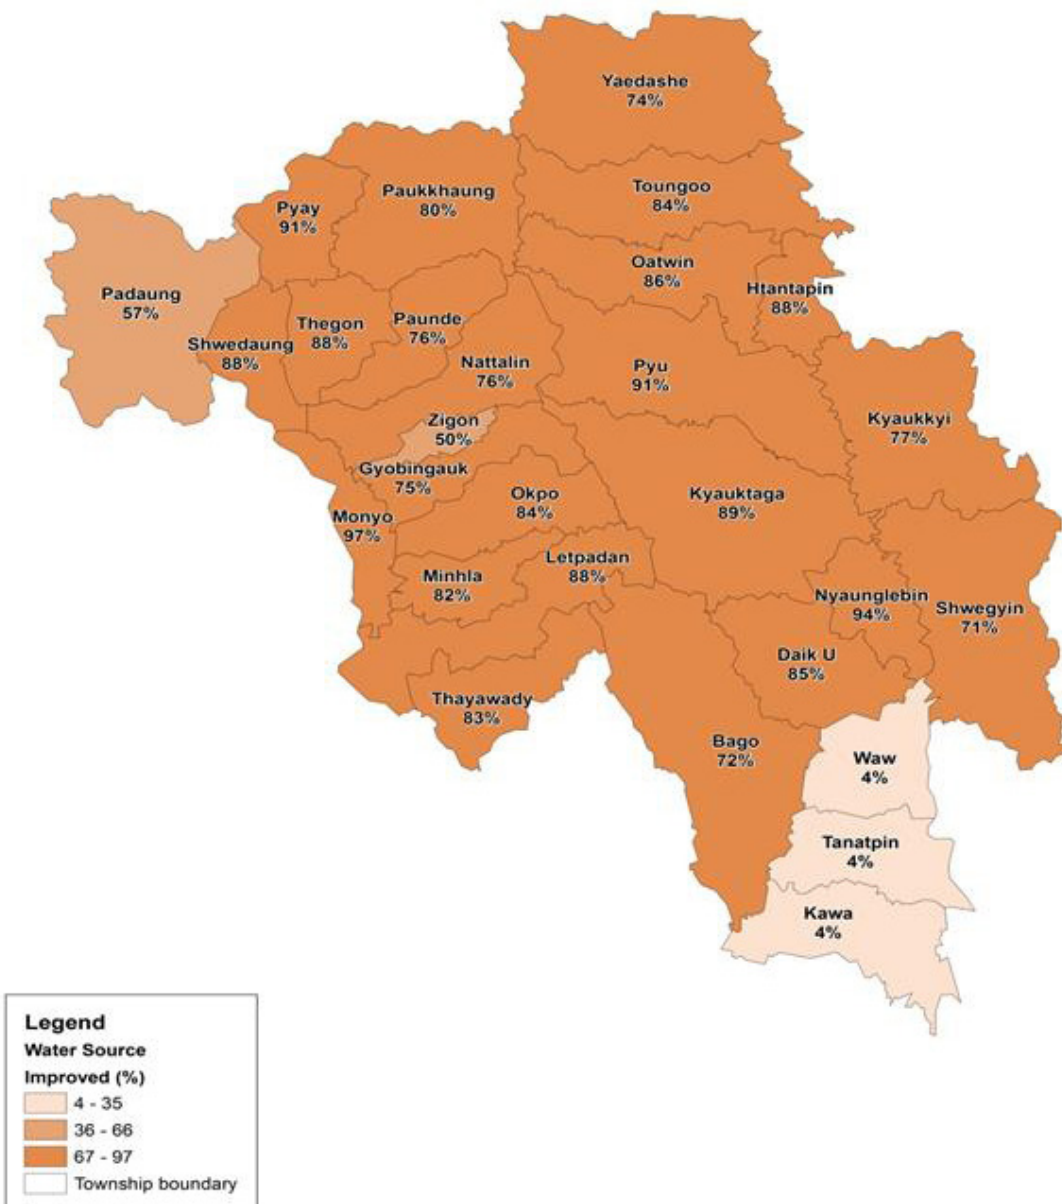 Yaedashe
74%
Paukkhaung
80%
Toungoo
84%
Pyay
91%
Oatwin
86%
Htantapin
88%
Padaung
57%
Thegon
88%
Paunde
76%
Shwedaung
88%
Nattalin
76%
Pyu
91%
Kyaukkyi
77%
Zigon
50%
Gyobingauk
75%
Okpo
84%
Kyauktaga
89%
Monyo
97%
Letpadan
88%
Minhla
82%
Nyaunglebin
94%
Shwegyin
71%
Daik U
85%
Thayawady
83%
Bago
72%
Waw
4%
Tanatpin
4%
Kawa
4%
Legend
Water Source
Improved (%)
4 - 35
36 - 66
67 - 97
Township boundary